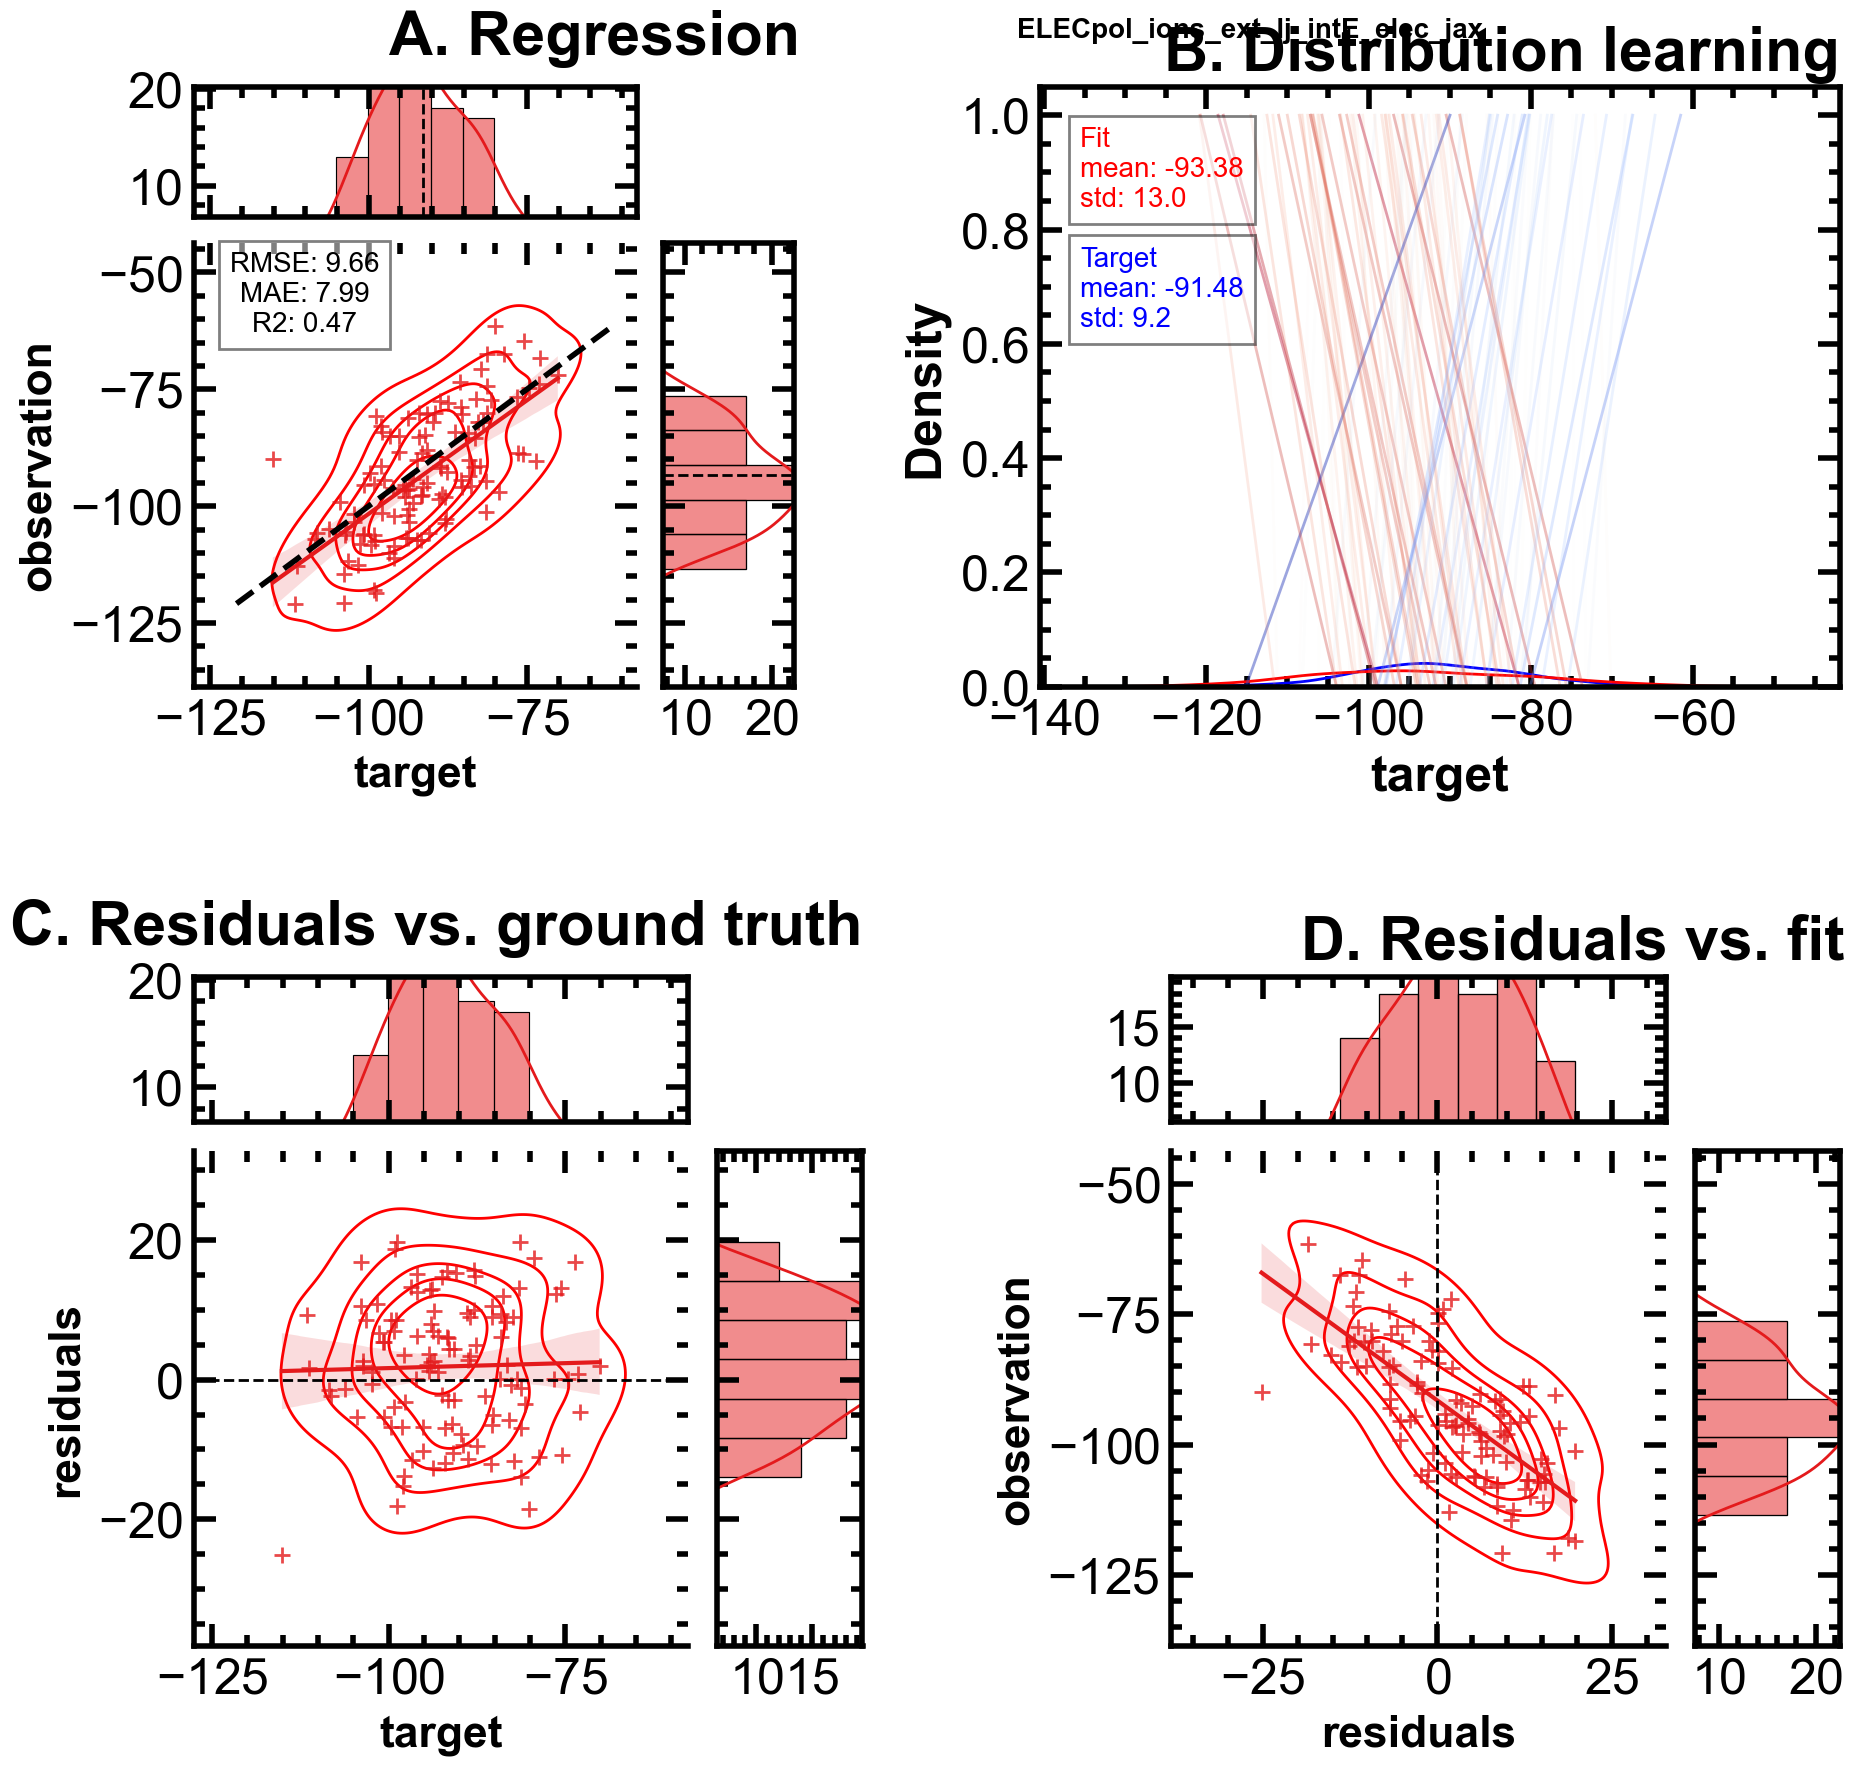 A. Regression
20
10
−50
−75
−100
−125
observation
RMSE: 9.66
MAE: 7.99
R2: 0.47
−125
−100
−75
target
10
20
ELECpol_ions_ext_lj_intE_elec_jax
B. Distribution learning
1.0
0.8
0.6
0.4
0.2
0.0
Density
Fit
mean: -93.38
std: 13.0
Target
mean: -91.48
std: 9.2
−140
−120
−100
−80
−60
target
C. Residuals vs. ground truth
20
10
20
0
−20
residuals
−125
−100
−75
target
10
15
D. Residuals vs. fit
15
10
−50
−75
−100
−125
observation
−25
0
25
residuals
10
20